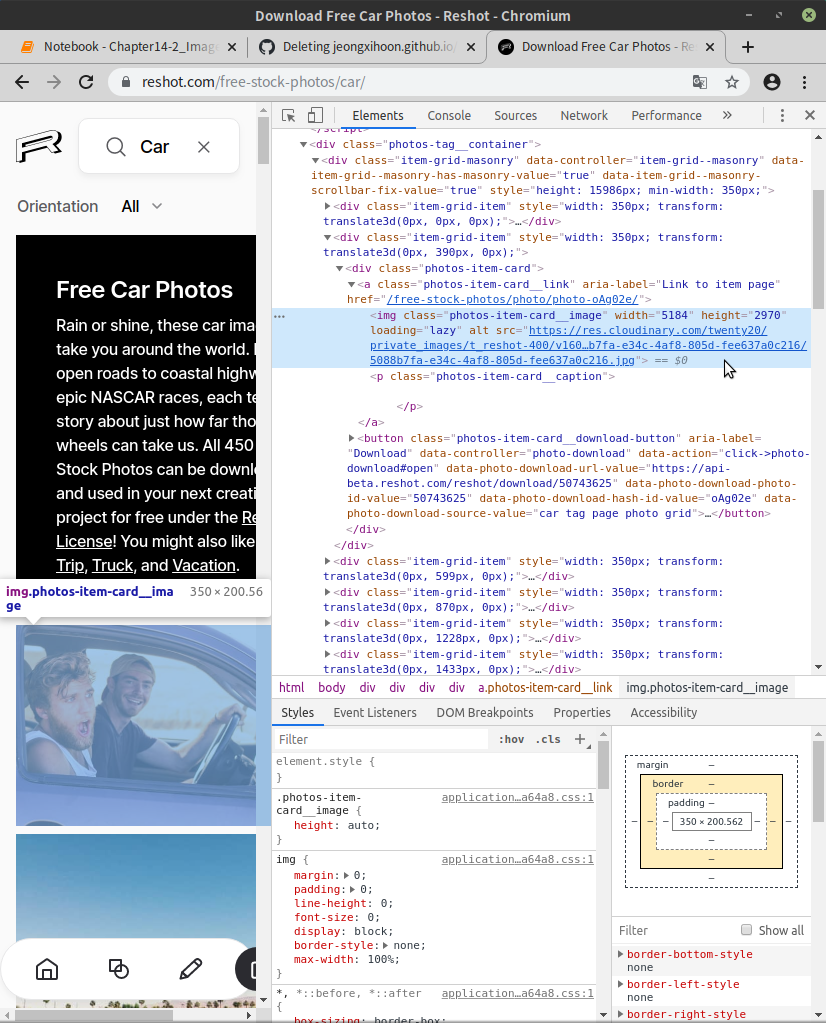 Download Free Car Photos - Reshot - Chromium
Notebook - Chapter14-2_Imag
Deleting jeongxihoon.github.io/
Download Free Car Photos - Re
reshot.com/free-stock-photos/car/
Car
Orientation All
Free Car Photos
Rain or shine, these car ima
take you around the world.
open roads to coastal highw
epic NASCAR races, each te
story about just how far tho
wheels can take us. All 450
Stock Photos can be downl
and used in your next creati
project for free under the Re
License! You might also like
Trip, Truck, and Vacation.
img.photos-item-card__ima 350 × 200.56
ge
Elements Console Sources Network Performance »
</script>
<div class="photos-tag__container">
<div class="item-grid-masonry" data-controller="item-grid--masonry" data-
item-grid--masonry-has-masonry-value="true" data-item-grid--masonry-
scrollbar-fix-value="true" style="height: 15986px; min-width: 350px;">
<div class="item-grid-item" style="width: 350px; transform:
translate3d(0px, 0px, 0px);">…</div>
<div class="item-grid-item" style="width: 350px; transform:
translate3d(0px, 390px, 0px);">
<div class="photos-item-card">
<a class="photos-item-card__link" aria-label="Link to item page"
href="/free-stock-photos/photo/photo-oAg02e/">
<img class="photos-item-card__image" width="5184" height="2970"
loading="lazy" alt src="https://res.cloudinary.com/twenty20/
private_images/t_reshot-400/v160…b7fa-e34c-4af8-805d-fee637a0c216/
5088b7fa-e34c-4af8-805d-fee637a0c216.jpg"> == $0
<p class="photos-item-card__caption">
</p>
</a>
<button class="photos-item-card__download-button" aria-label=
"Download" data-controller="photo-download" data-action="click->photo-
download#open" data-photo-download-url-value="https://api-
beta.reshot.com/reshot/download/50743625" data-photo-download-photo-
id-value="50743625" data-photo-download-hash-id-value="oAg02e" data-
photo-download-source-value="car tag page photo grid">…</button>
</div>
</div>
<div class="item-grid-item" style="width: 350px; transform:
translate3d(0px, 599px, 0px);">…</div>
<div class="item-grid-item" style="width: 350px; transform:
translate3d(0px, 870px, 0px);">…</div>
<div class="item-grid-item" style="width: 350px; transform:
translate3d(0px, 1228px, 0px);">…</div>
<div class="item-grid-item" style="width: 350px; transform:
translate3d(0px, 1433px, 0px);">…</div>
html body div div div div a.photos-item-card__link img.photos-item-card__image
Styles Event Listeners DOM Breakpoints Properties Accessibility
Filter :hov .cls +
element.style {
}
.photos-item- application…a64a8.css:1
card__image {
height: auto;
}
img { application…a64a8.css:1
margin: 0;
padding: 0;
line-height: 0;
font-size: 0;
display: block;
border-style: none;
max-width: 100%;
}
*, *::before, *::after application…a64a8.css:1
{
box-sizing: border-box;
margin –
border –
padding –
– – – 350 × 200.562 – – –
–
–
–
Filter Show all
border-bottom-style
none
border-left-style
none
border-right-style